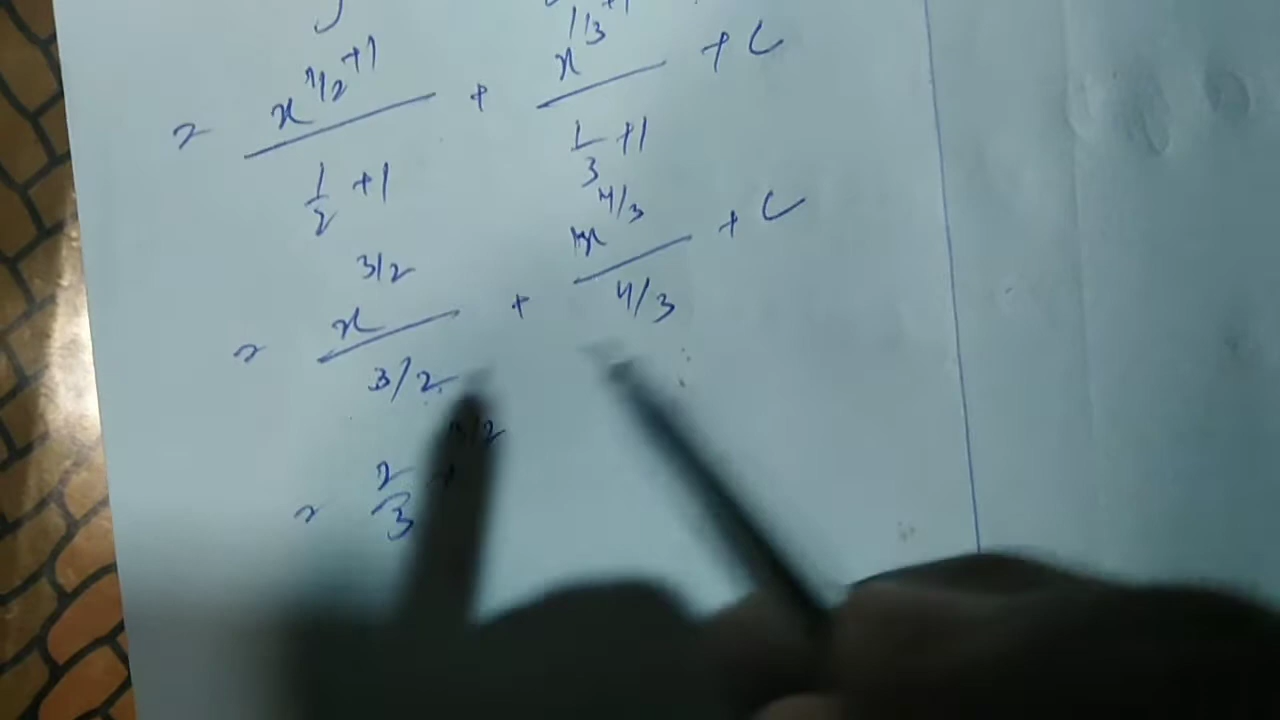 = x^1/2+1 / 1/2 +1 + x^1/3+1 / 1/3 +1 + C
= x^3/2 / 3/2 + x^4/3 / 4/3 + C
= 2/3